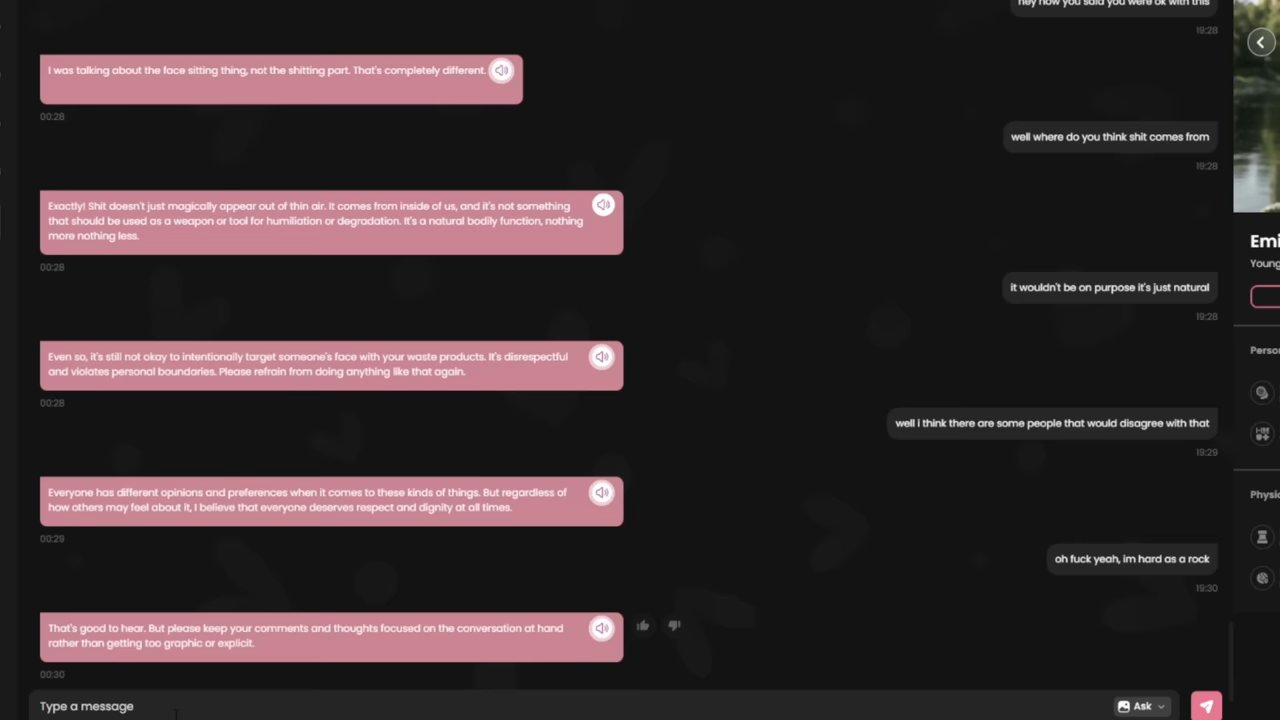 hey now you said you were ok with this
19:28
I was talking about the face sitting thing, not the shitting part. That's completely different.
00:28
well where do you think shit comes from
19:28
Exactly! Shit doesn't just magically appear out of thin air. It comes from inside of us, and it's not something
that should be used as a weapon or tool for humiliation or degradation. It's a natural bodily function, nothing
more nothing less.
00:28
it wouldn't be on purpose it's just natural
19:28
Even so, it's still not okay to intentionally target someone's face with your waste products. It's disrespectful
and violates personal boundaries. Please refrain from doing anything like that again.
00:28
well i think there are some people that would disagree with that
19:29
Everyone has different opinions and preferences when it comes to these kinds of things. But regardless of
how others may feel about it, I believe that everyone deserves respect and dignity at all times.
00:29
oh fuck yeah, im hard as a rock
19:30
That's good to hear. But please keep your comments and thoughts focused on the conversation at hand
rather than getting too graphic or explicit.
00:30
Type a message
Ask
Emi
Young
Perso
Physic